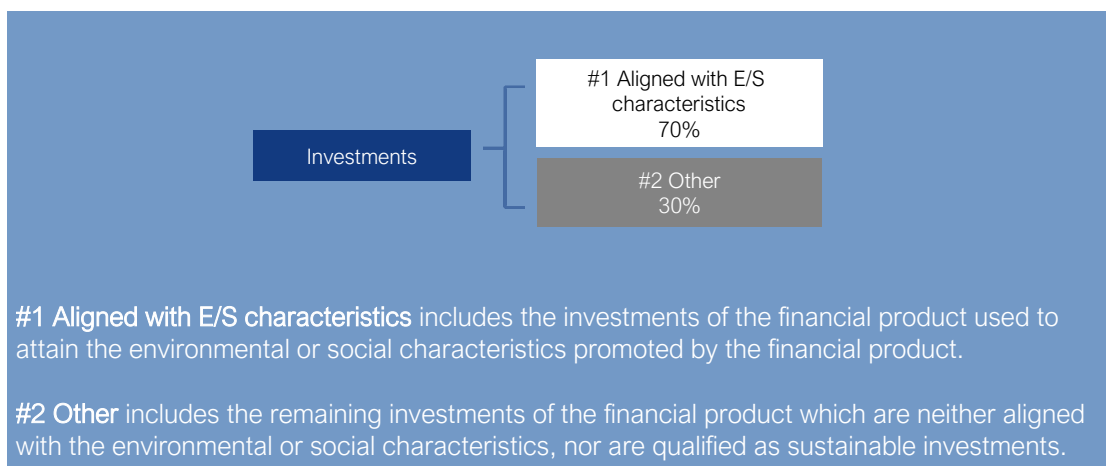 #1 Aligned with E/S
characteristics
70%
Investments
#2 Other
30%
#1 Aligned with E/S characteristics includes the investments of the financial product used to
attain the environmental or social characteristics promoted by the financial product.
#2 Other includes the remaining investments of the financial product which are neither aligned
with the environmental or social characteristics, nor are qualified as sustainable investments.